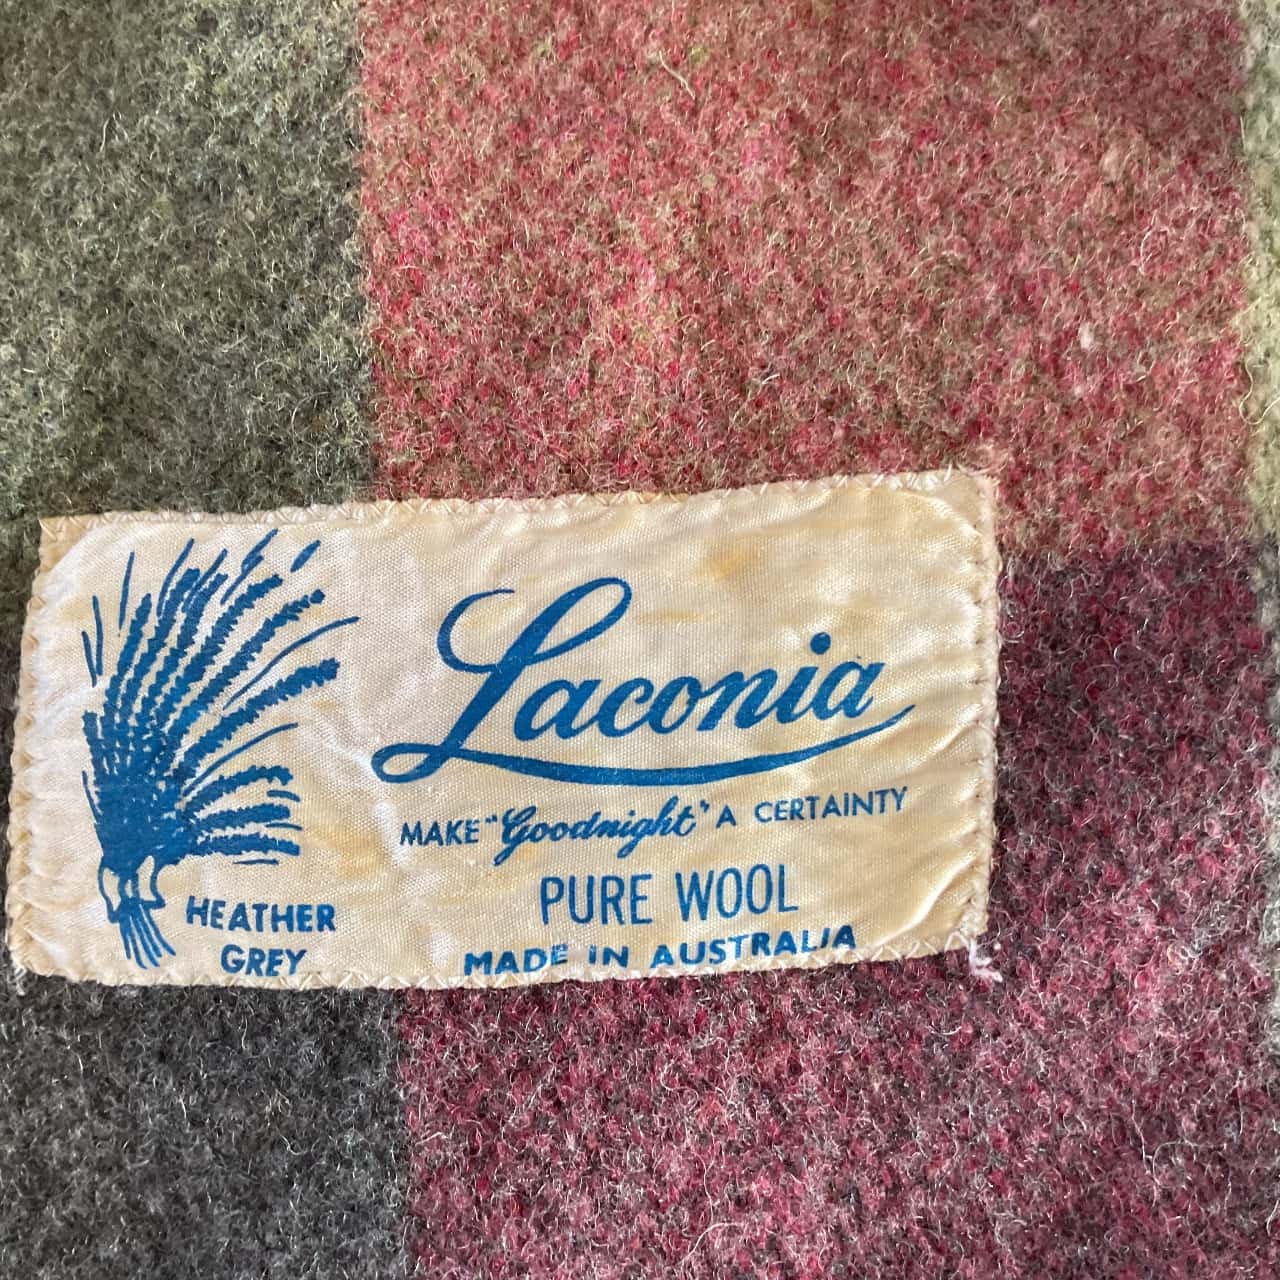 Laconia
MAKE "Goodnight" A CERTAINTY
PURE WOOL
MADE IN AUSTRALIA
HEATHER
GREY